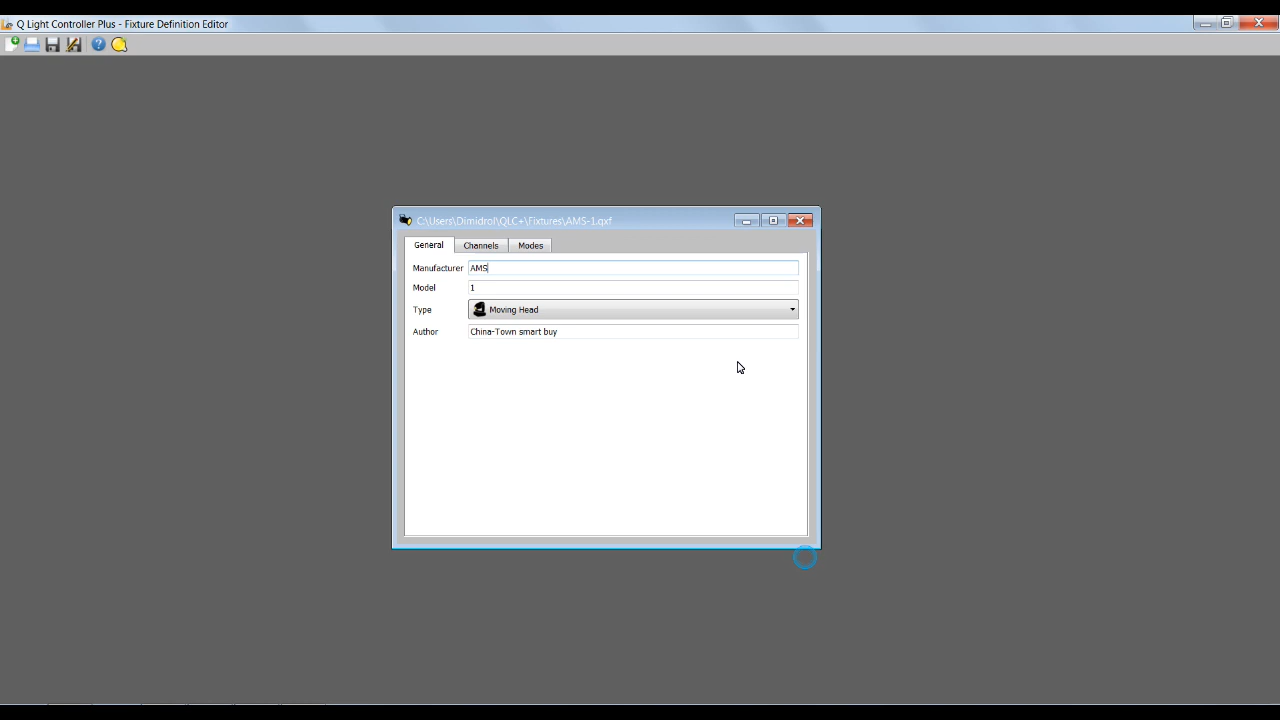 Q Light Controller Plus - Fixture Definition Editor
C:\Users\Dimidrol\QLC+\Fixtures\AMS-1.qxf
General Channels Modes
Manufacturer AMS
Model 1
Type Moving Head
Author China-Town smart buy